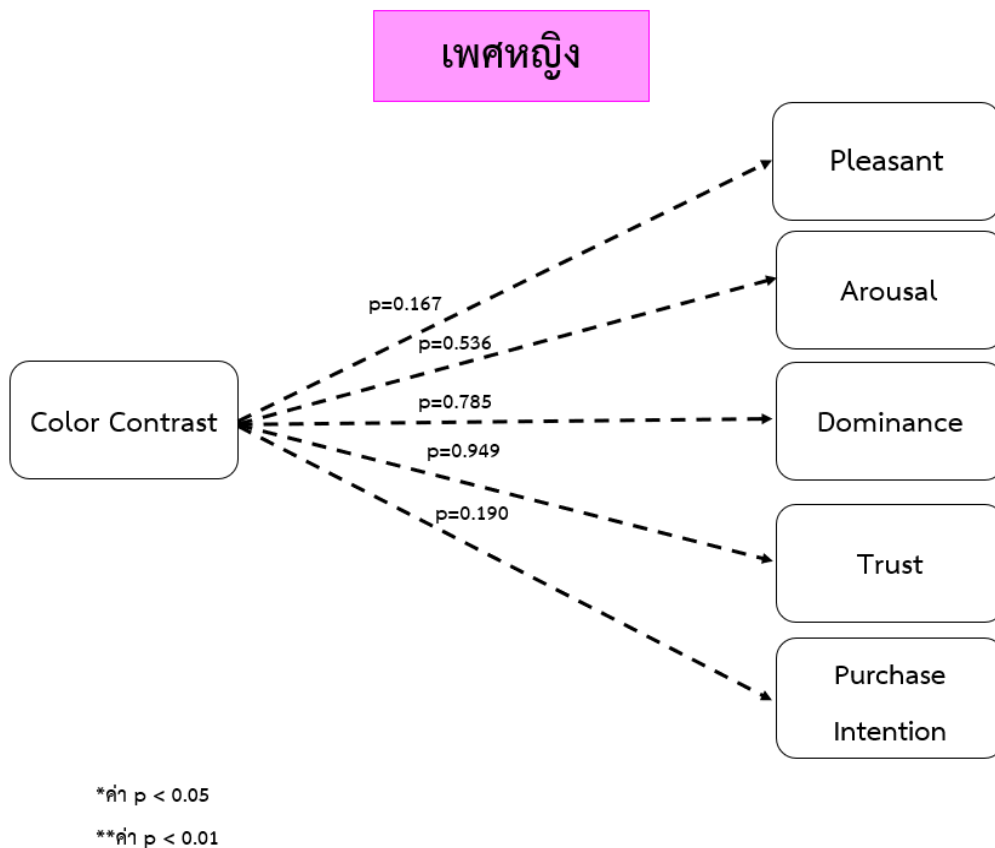 เพศหญิง
Pleasant
p=0.167
Arousal
p=0.536
Color Contrast
p=0.785
Dominance
p=0.949
p=0.190
Trust
Purchase
Intention
*ค่า p < 0.05
**ค่า p < 0.01